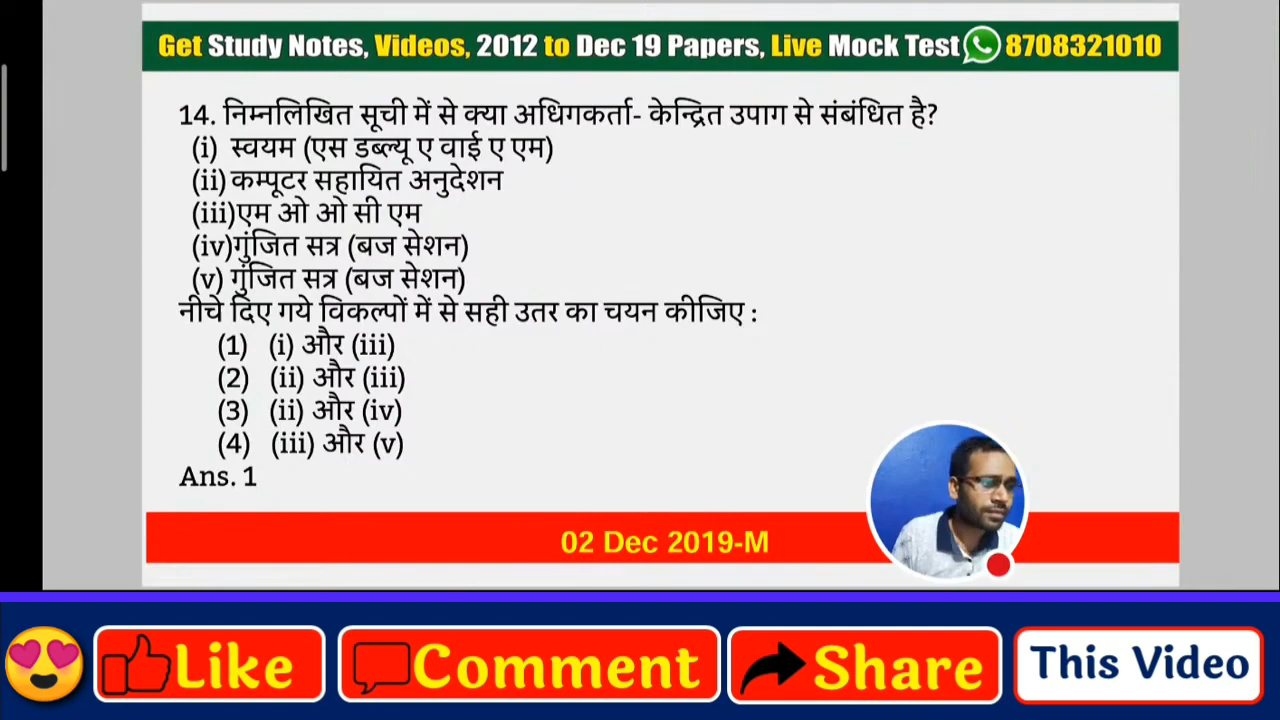 Get Study Notes, Videos, 2012 to Dec 19 Papers, Live Mock Test 8708321010
14. निम्नलिखित सूची में से क्या अधिगकर्ता- केन्द्रित उपाग से संबंधित है?
(i) स्वयम (एस डब्ल्यू ए वाई ए एम)
(ii) कम्पूटर सहायित अनुदेशन
(iii)एम ओ ओ सी एम
(iv)गुंजित सत्र (बज सेशन)
(v) गुंजित सत्र (बज सेशन)
नीचे दिए गये विकल्पों में से सही उतर का चयन कीजिए :
(1) (i) और (iii)
(2) (ii) और (iii)
(3) (ii) और (iv)
(4) (iii) और (v)
Ans. 1
02 Dec 2019-M
Like Comment Share This Video